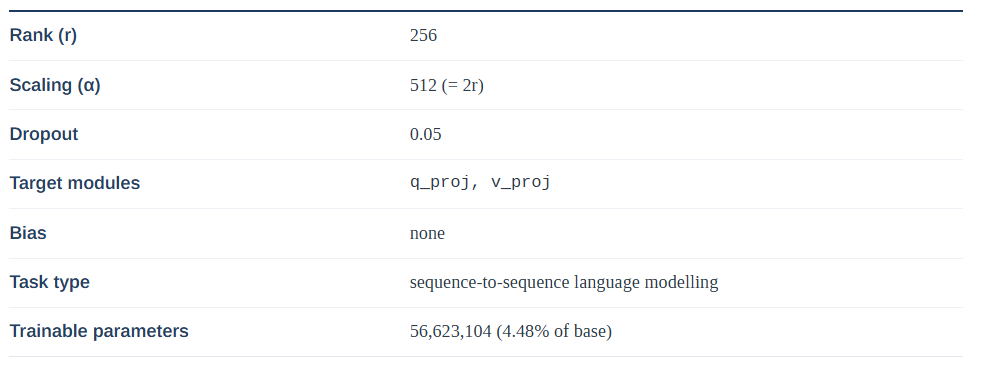 Rank (r) 256
Scaling (α) 512 (= 2r)
Dropout 0.05
Target modules q_proj, v_proj
Bias none
Task type sequence-to-sequence language modelling
Trainable parameters 56,623,104 (4.48% of base)